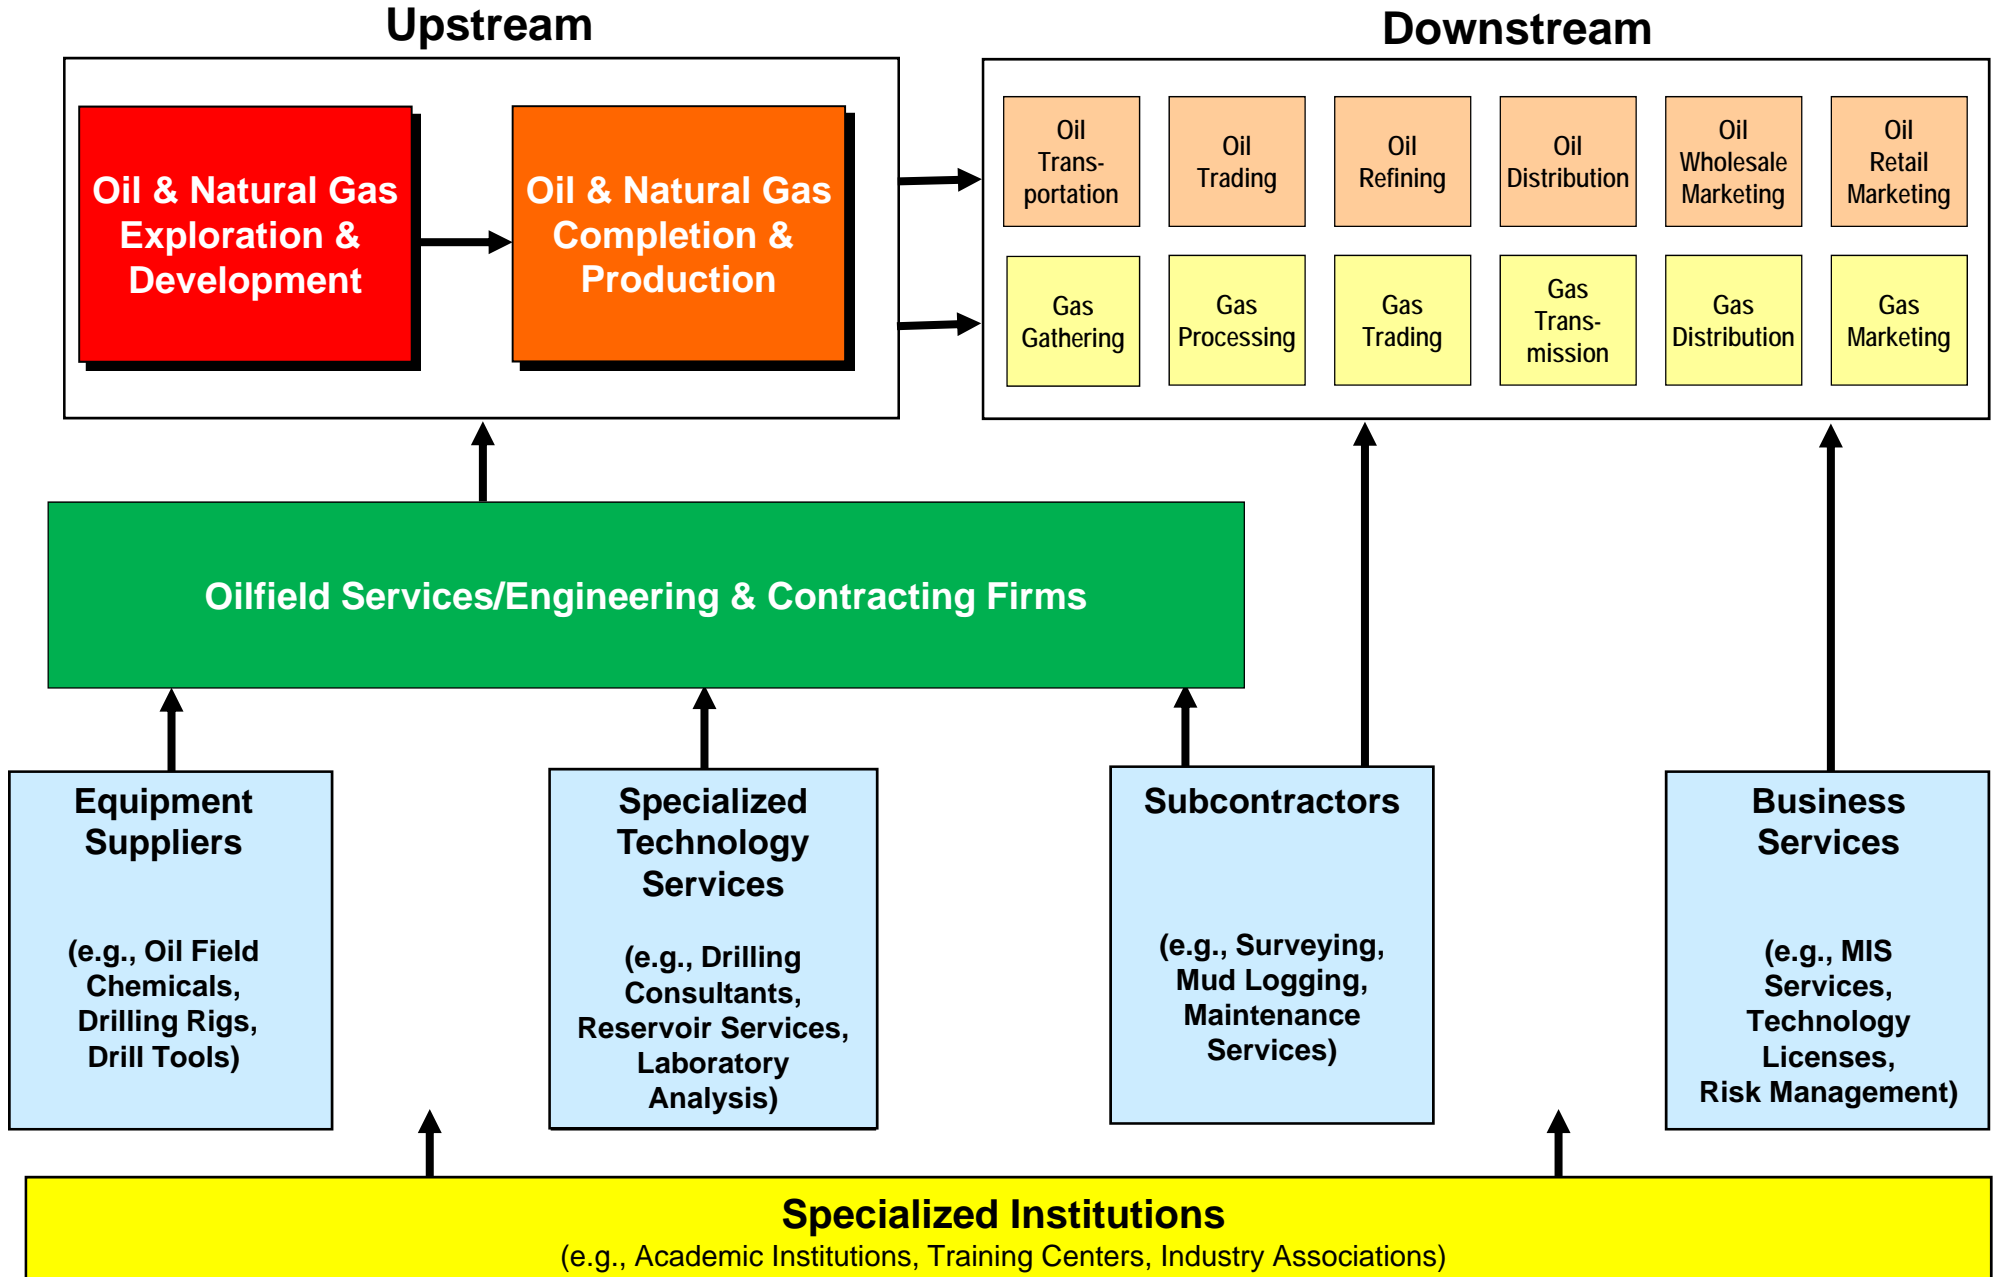 Upstream
Downstream
Oil & Natural Gas
Exploration &
Development
Oil & Natural Gas
Completion &
Production
Oil
Trans-
portation
Oil
Trading
Oil
Refining
Oil
Distribution
Oil
Wholesale
Marketing
Oil
Retail
Marketing
Gas
Gathering
Gas
Processing
Gas
Trading
Gas
Trans-
mission
Gas
Distribution
Gas
Marketing
Oilfield Services/Engineering & Contracting Firms
Equipment
Suppliers
(e.g., Oil Field
Chemicals,
Drilling Rigs,
Drill Tools)
Specialized
Technology
Services
(e.g., Drilling
Consultants,
Reservoir Services,
Laboratory
Analysis)
Subcontractors
(e.g., Surveying,
Mud Logging,
Maintenance
Services)
Business
Services
(e.g., MIS
Services,
Technology
Licenses,
Risk Management)
Specialized Institutions
(e.g., Academic Institutions, Training Centers, Industry Associations)